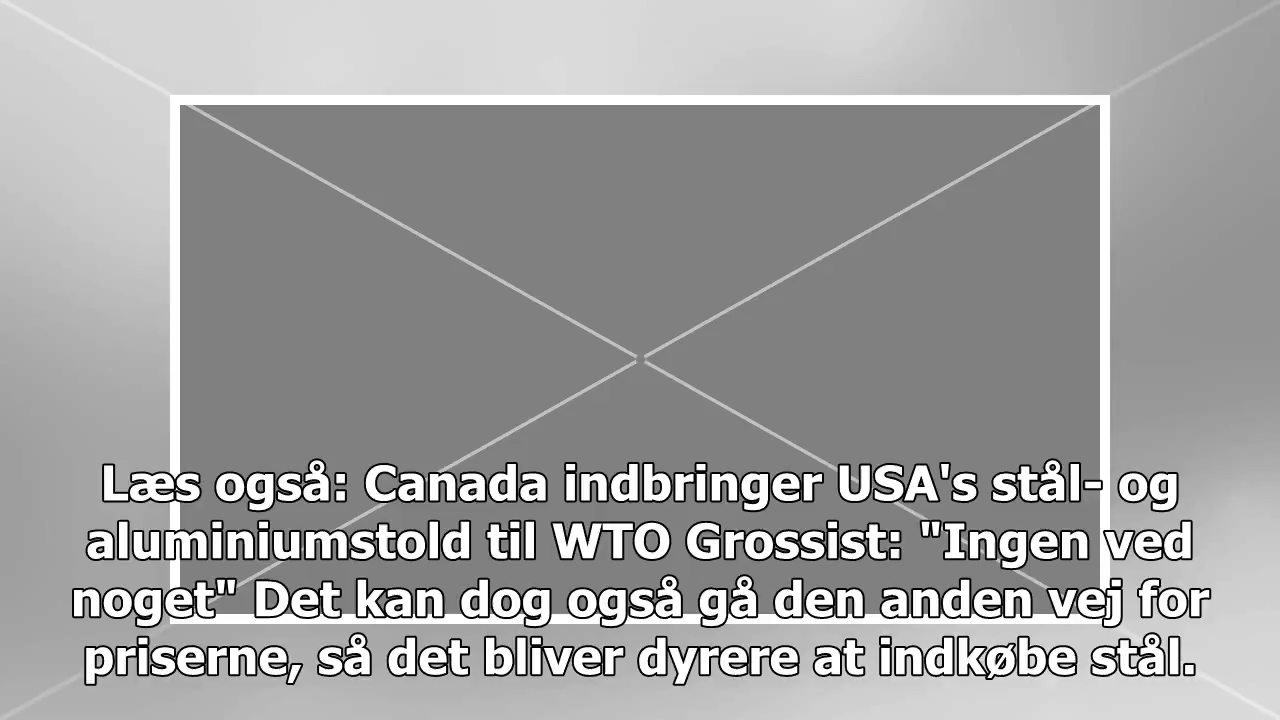 Læs også: Canada indbringer USA's stål- og
aluminiumstold til WTO Grossist: "Ingen ved
noget" Det kan dog også gå den anden vej for
priserne, så det bliver dyrere at indkøbe stål.